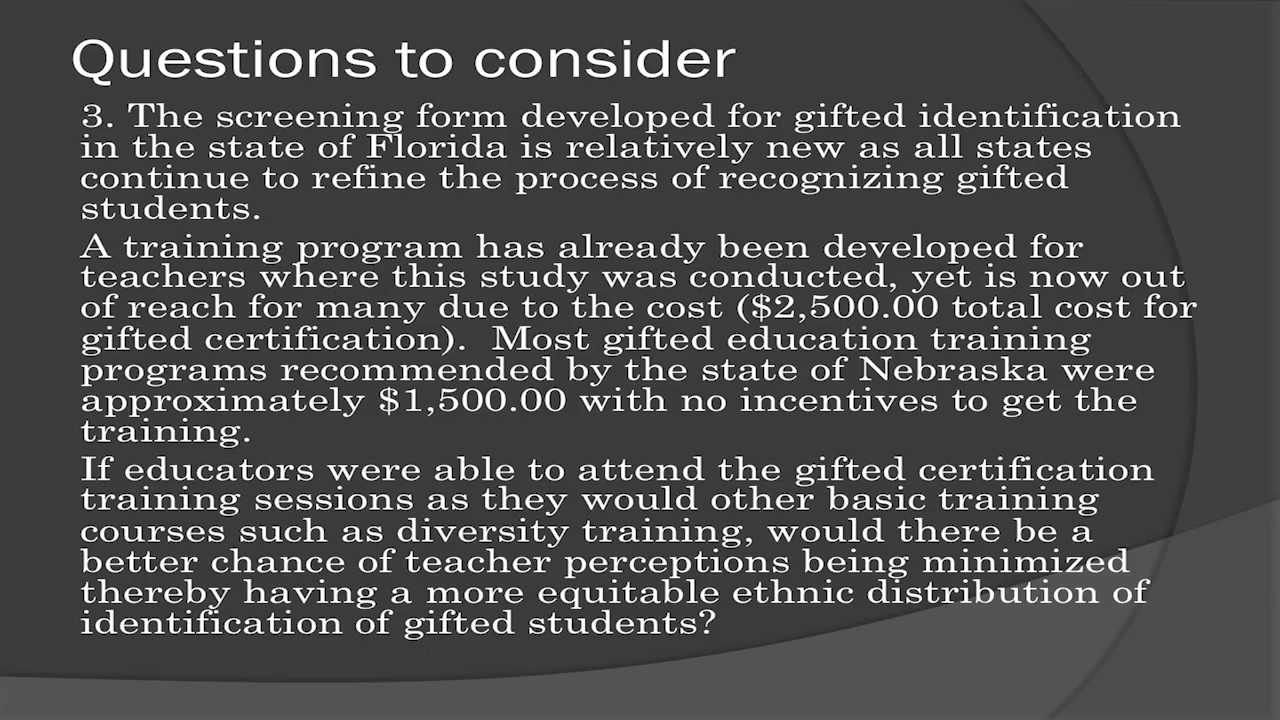 Questions to consider
3. The screening form developed for gifted identification
in the state of Florida is relatively new as all states
continue to refine the process of recognizing gifted
students.
A training program has already been developed for
teachers where this study was conducted, yet is now out
of reach for many due to the cost ($2,500.00 total cost for
gifted certification).  Most gifted education training
programs recommended by the state of Nebraska were
approximately $1,500.00 with no incentives to get the
training.
If educators were able to attend the gifted certification
training sessions as they would other basic training
courses such as diversity training, would there be a
better chance of teacher perceptions being minimized
thereby having a more equitable ethnic distribution of
identification of gifted students?